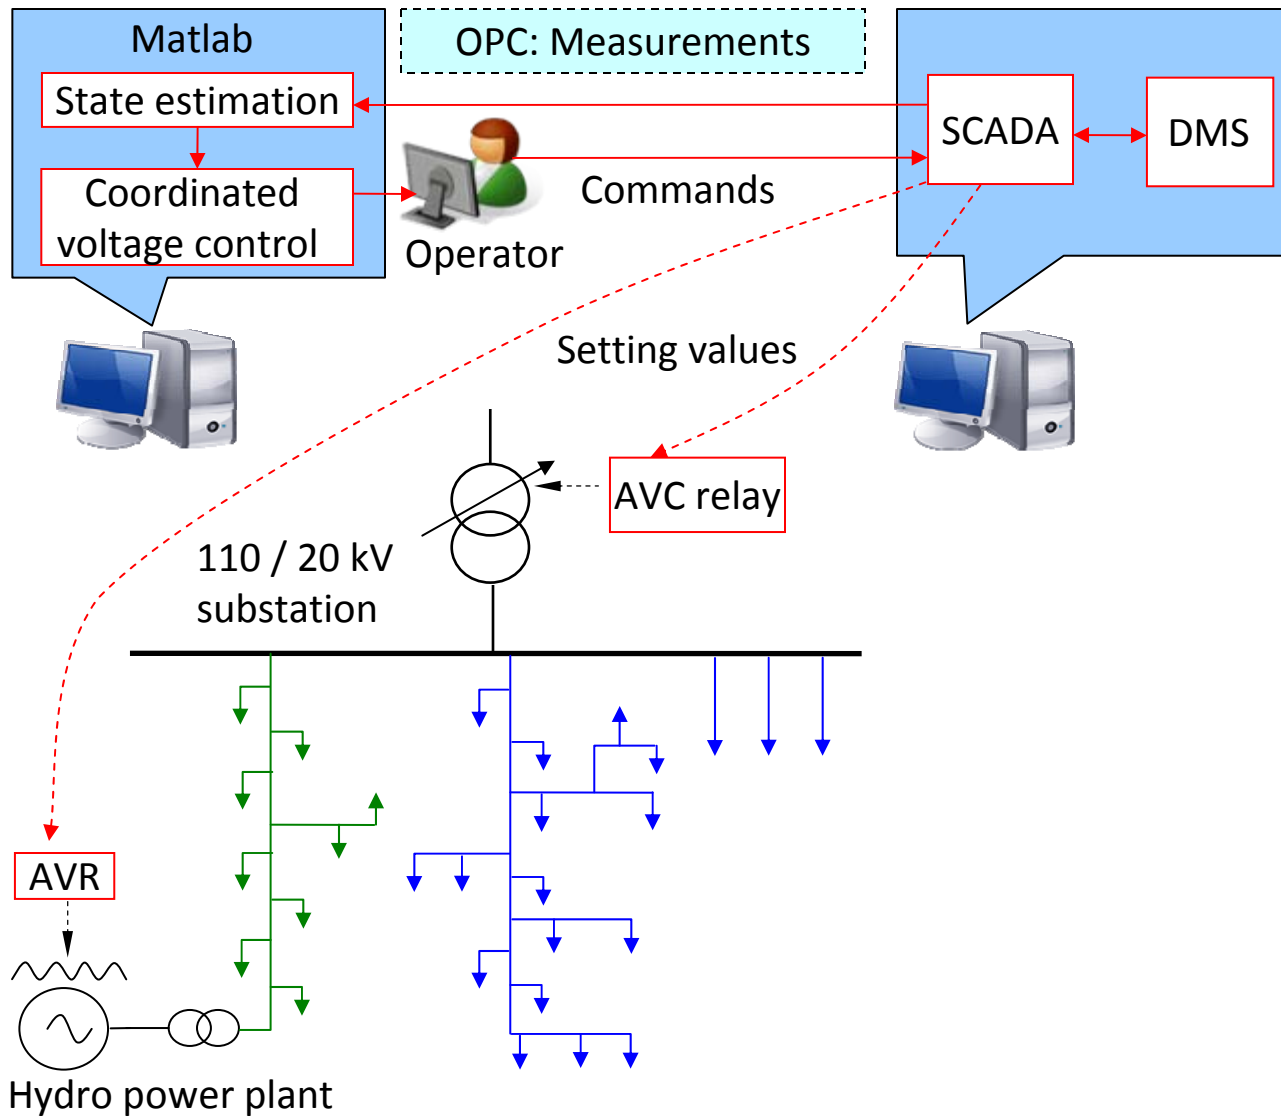 Matlab
OPC: Measurements
State estimation
SCADA
DMS
Coordinated
voltage control
Commands
Operator
Setting values
AVC relay
110 / 20 kV
substation
AVR
Hydro power plant